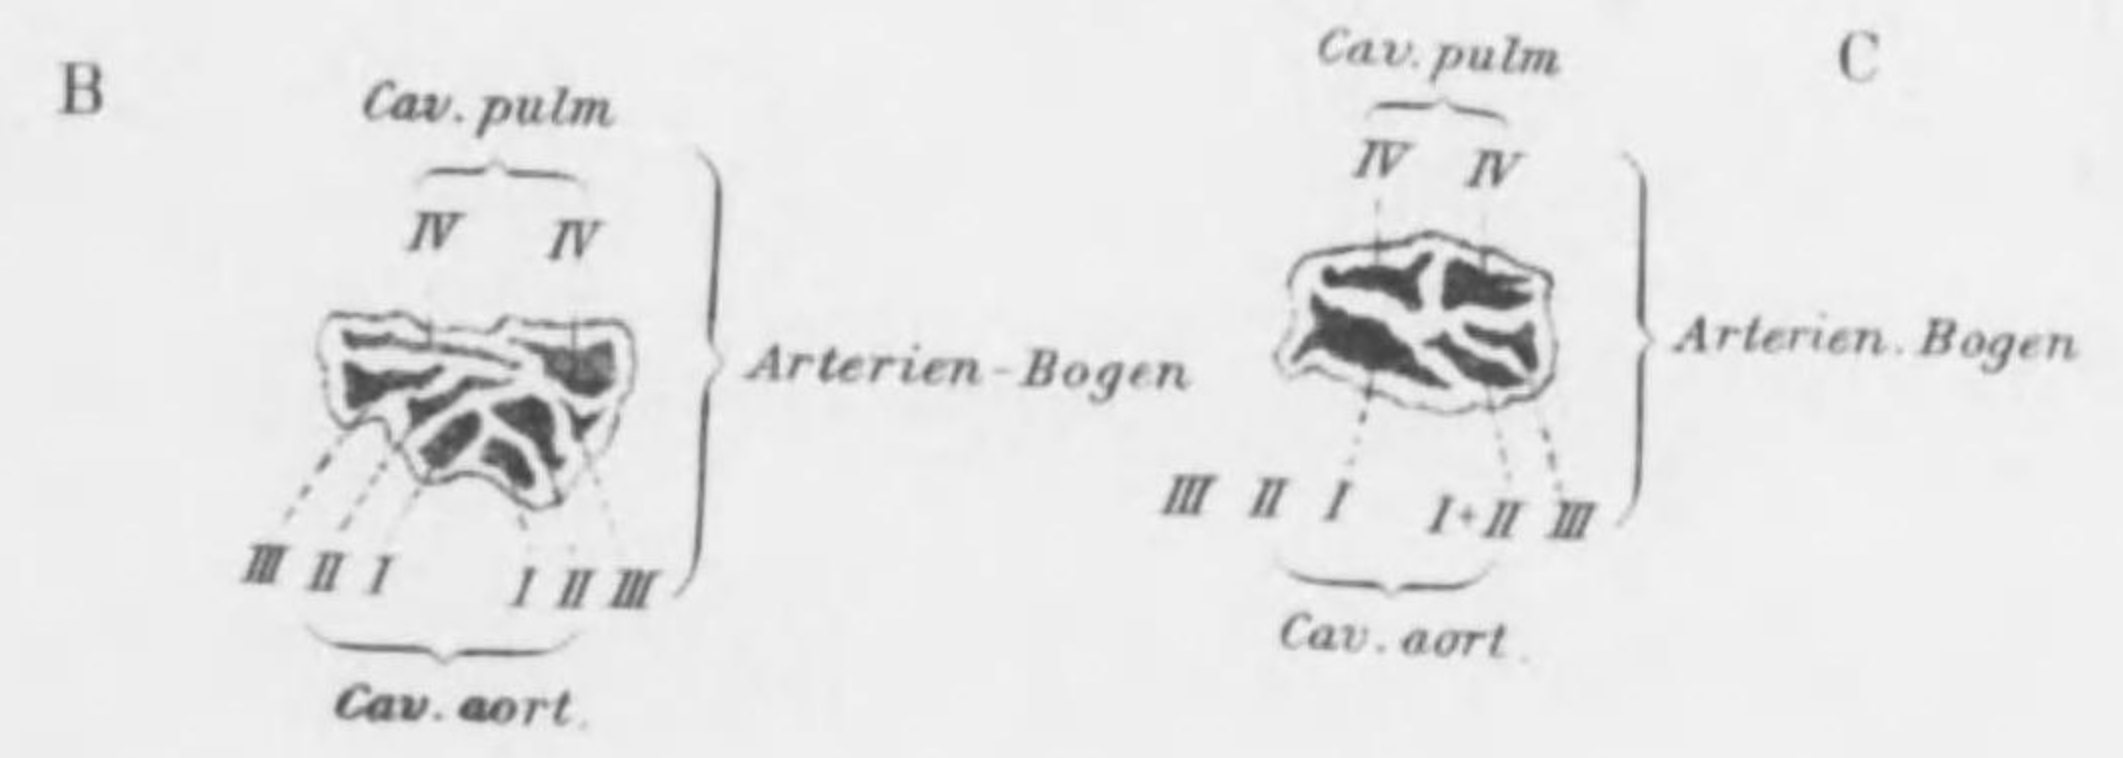 B
Cav. pulm
IV IV
Arterien-Bogen
III II I I II III
Cav. aort.
C
Cav. pulm
IV IV
Arterien. Bogen
III II I I+II III
Cav. aort.